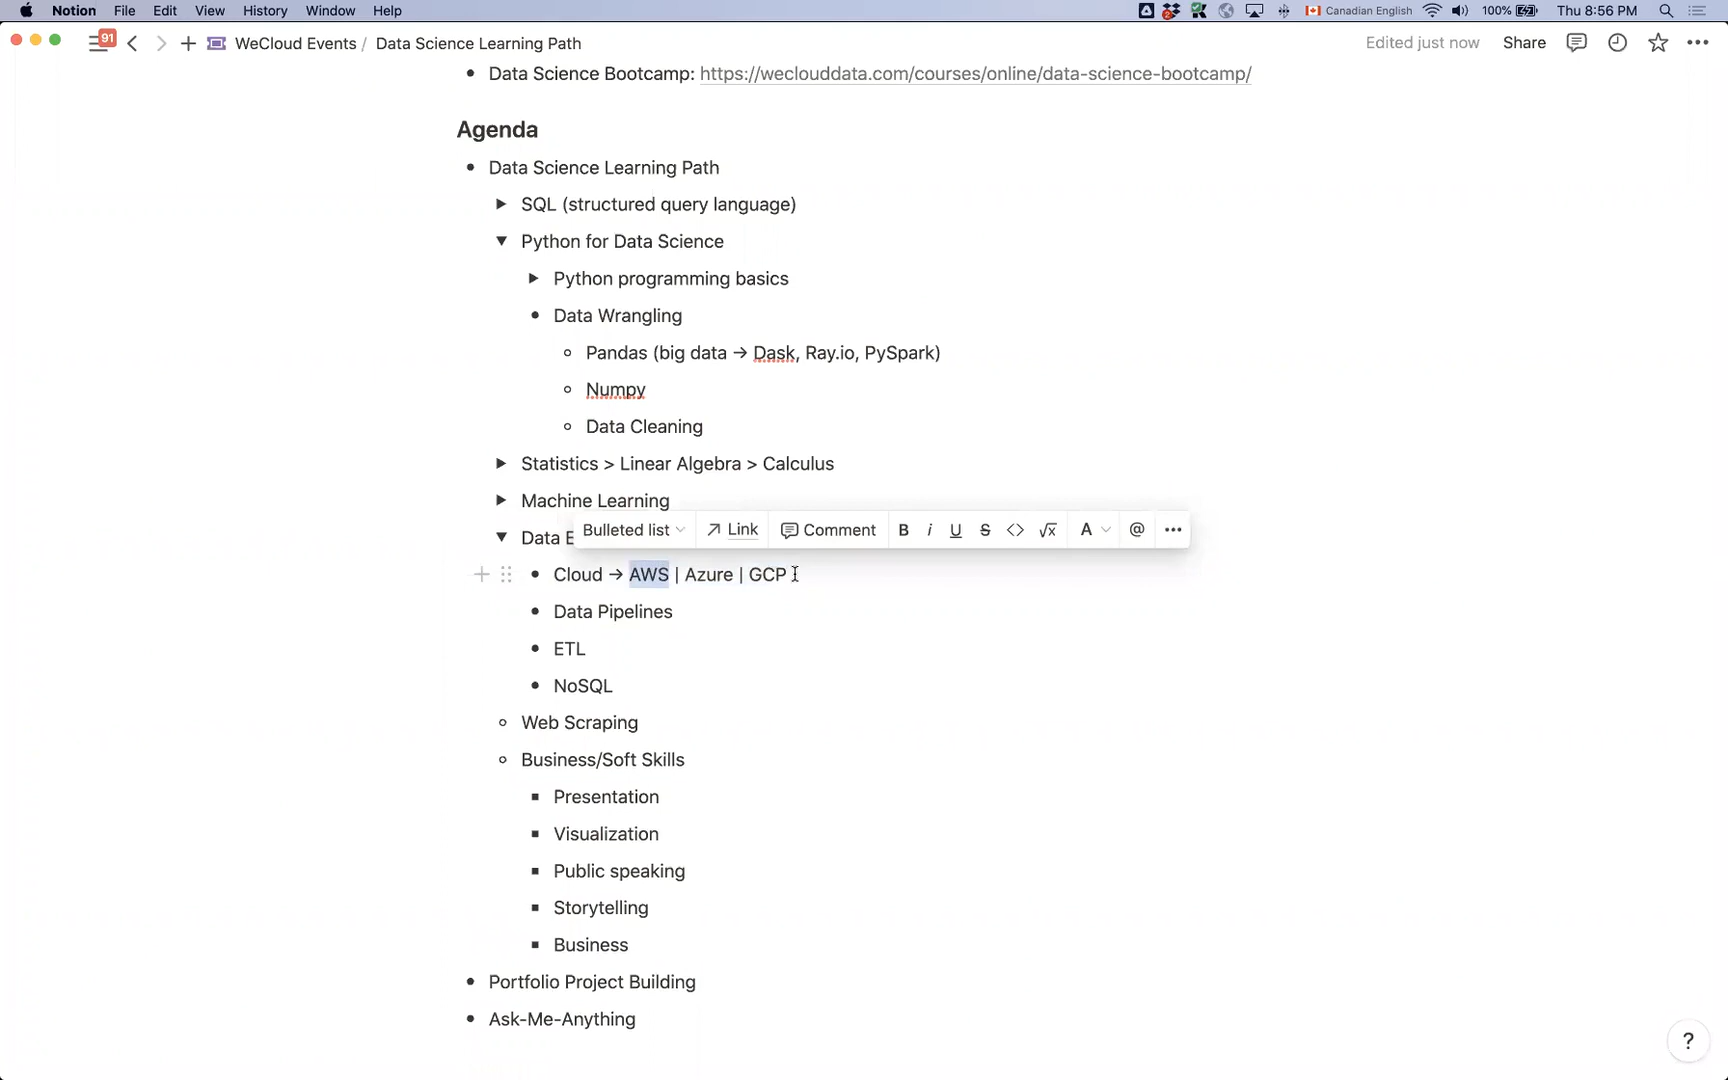 Notion File Edit View History Window Help 2 Canadian English 100% Thu 8:56 PM
91 WeCloud Events / Data Science Learning Path Edited just now Share
Data Science Bootcamp: https://weclouddata.com/courses/online/data-science-bootcamp/
Agenda
Data Science Learning Path
SQL (structured query language)
Python for Data Science
Python programming basics
Data Wrangling
Pandas (big data → Dask, Ray.io, PySpark)
Numpy
Data Cleaning
Statistics > Linear Algebra > Calculus
Machine Learning
Data E
Bulleted list Link Comment B i U S <> √x A @ •••
Cloud → AWS | Azure | GCP
Data Pipelines
ETL
NoSQL
Web Scraping
Business/Soft Skills
Presentation
Visualization
Public speaking
Storytelling
Business
Portfolio Project Building
Ask-Me-Anything
?